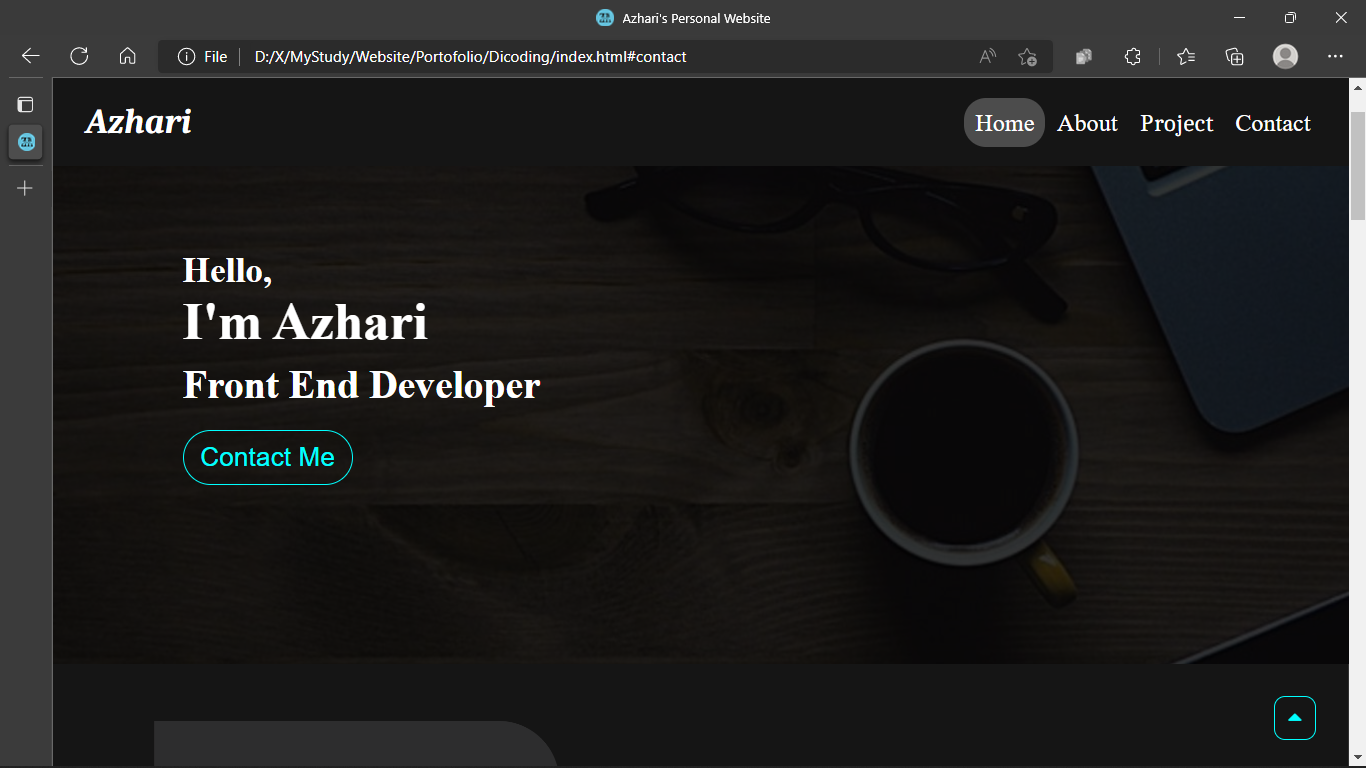 Azhari's Personal Website
File
D:/X/MyStudy/Website/Portofolio/Dicoding/index.html#contact
Azhari
Home About Project Contact
Hello,
I'm Azhari
Front End Developer
Contact Me